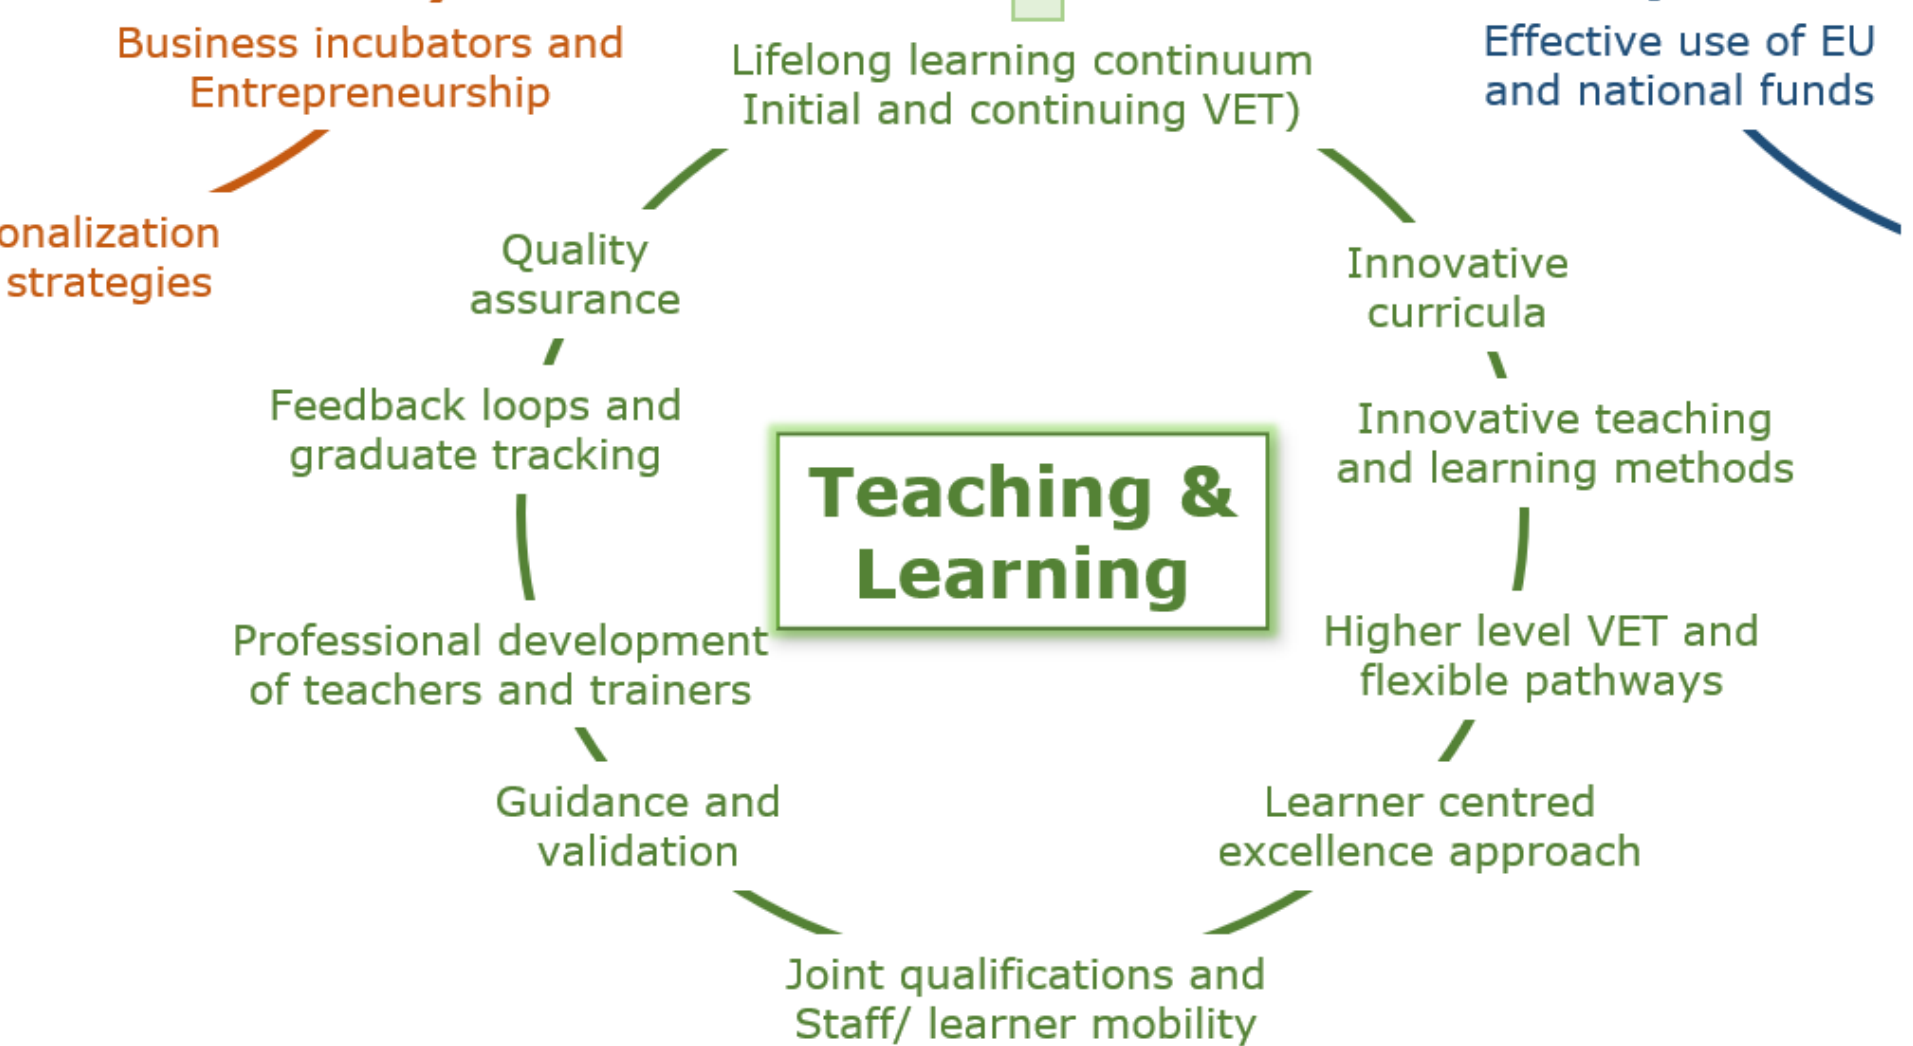 Business incubators and
Entrepreneurship
strategies
Lifelong learning continuum
Initial and continuing VET)
Effective use of EU
and national funds
Quality
assurance
Innovative
curricula
Feedback loops and
graduate tracking
Innovative teaching
and learning methods
Teaching &
Learning
Professional development
of teachers and trainers
Higher level VET and
flexible pathways
Guidance and
validation
Learner centred
excellence approach
Joint qualifications and
Staff/ learner mobility